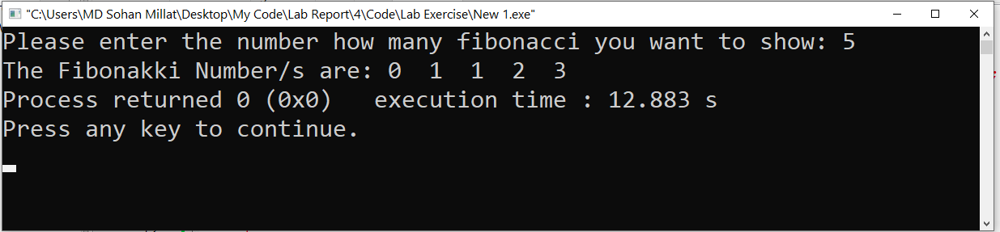 "C:\Users\MD Sohan Millat\Desktop\My Code\Lab Report\4\Code\Lab Exercise\New 1.exe"
Please enter the number how many fibonacci you want to show: 5
The Fibonakki Number/s are: 0  1  1  2  3
Process returned 0 (0x0)   execution time : 12.883 s
Press any key to continue.